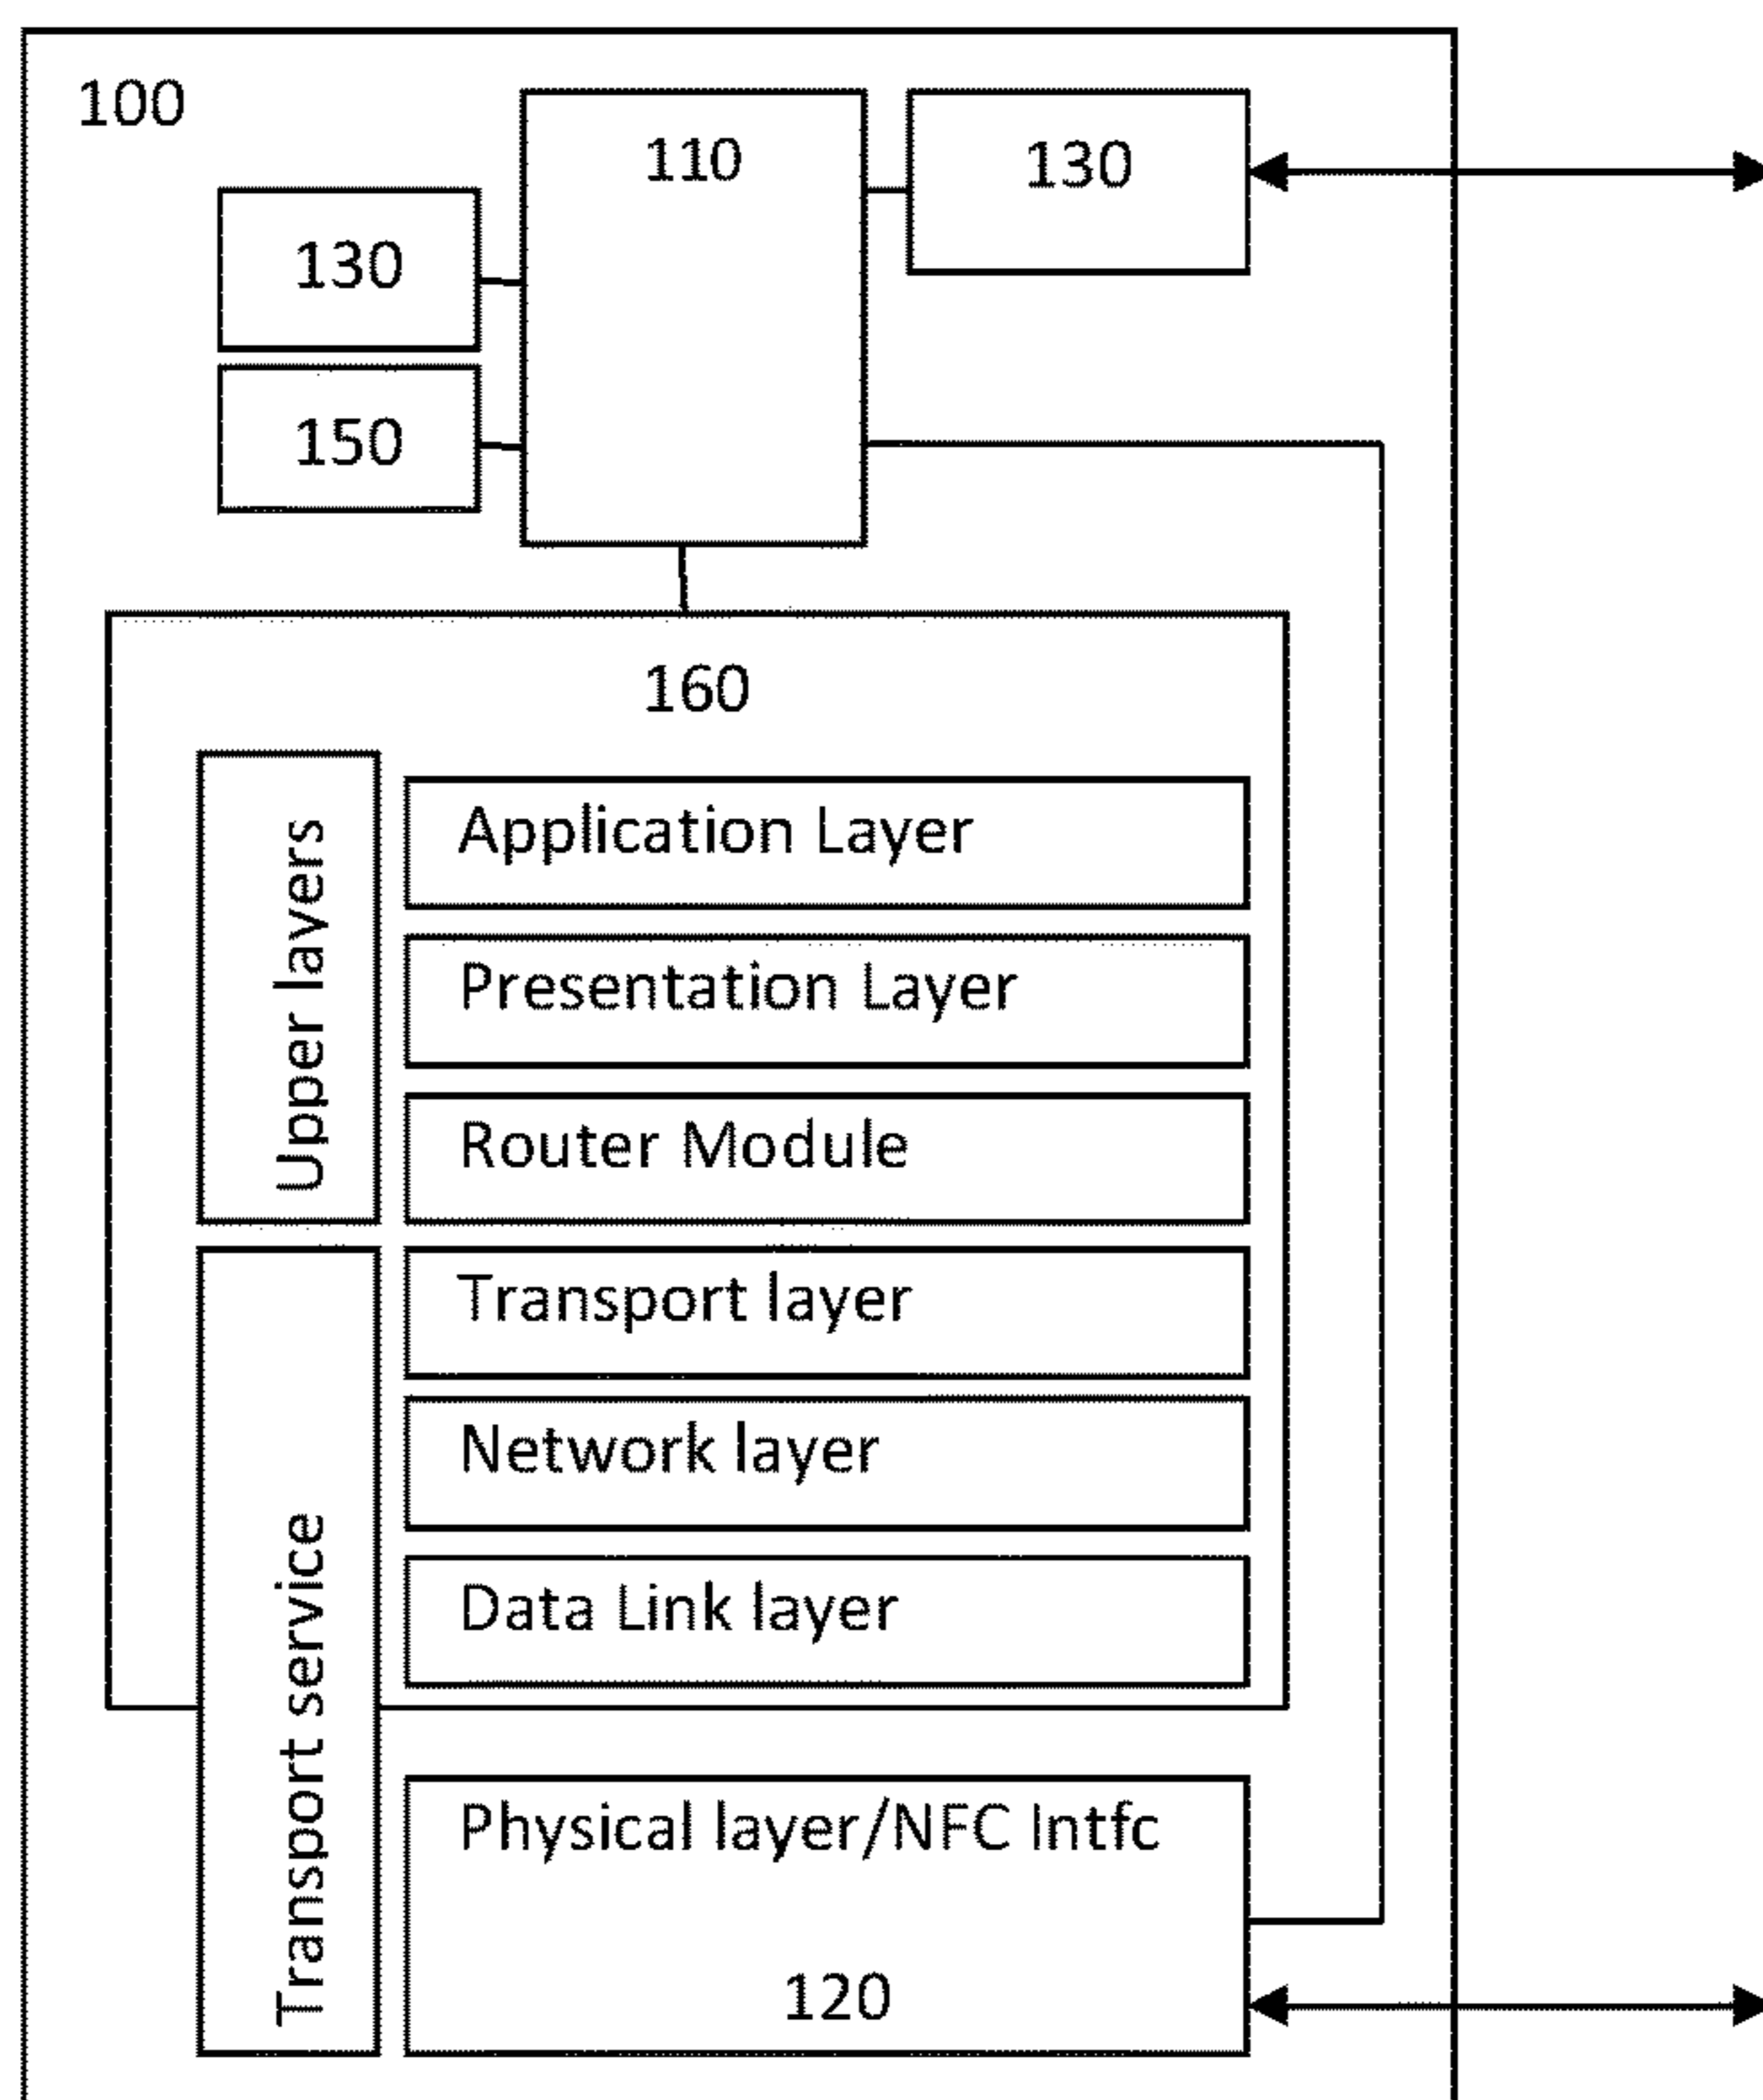 100
110
130
130
150
160
Upper layers
Application Layer
Presentation Layer
Router Module
Transport service
Transport layer
Network layer
Data Link layer
Physical layer/NFC Intfc
120